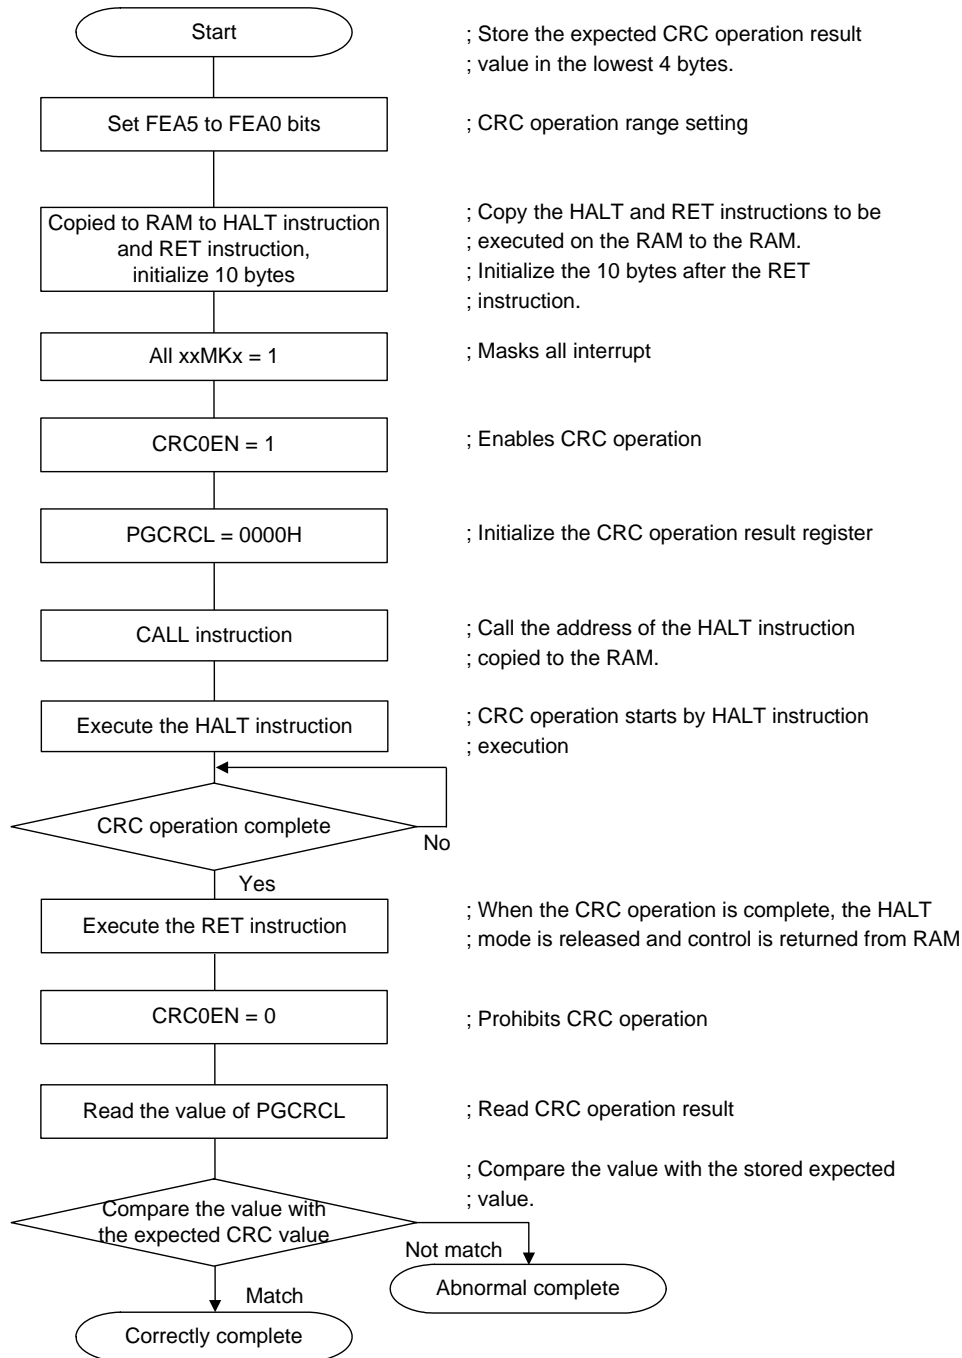 Start
; Store the expected CRC operation result
; value in the lowest 4 bytes.
Set FEA5 to FEA0 bits
; CRC operation range setting
Copied to RAM to HALT instruction
and RET instruction,
initialize 10 bytes
; Copy the HALT and RET instructions to be
; executed on the RAM to the RAM.
; Initialize the 10 bytes after the RET
; instruction.
All xxMKx = 1
; Masks all interrupt
CRC0EN = 1
; Enables CRC operation
PGCRCL = 0000H
; Initialize the CRC operation result register
CALL instruction
; Call the address of the HALT instruction
; copied to the RAM.
Execute the HALT instruction
; CRC operation starts by HALT instruction
; execution
CRC operation complete
No
Yes
Execute the RET instruction
; When the CRC operation is complete, the HALT
; mode is released and control is returned from RAM
CRC0EN = 0
; Prohibits CRC operation
Read the value of PGCRCL
; Read CRC operation result
; Compare the value with the stored expected
; value.
Compare the value with
the expected CRC value
Not match
Abnormal complete
Match
Correctly complete